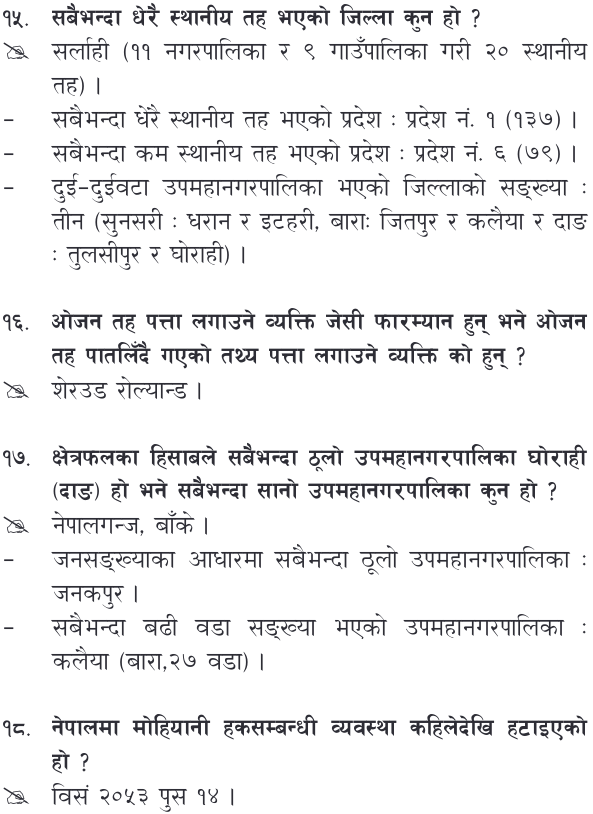 १५. सबैभन्दा धेरै स्थानीय तह भएको जिल्ला कुन हो ?
सर्लाही (११ नगरपालिका र ९ गाउँपालिका गरी २० स्थानीय
तह) ।
- सबैभन्दा धेरै स्थानीय तह भएको प्रदेश : प्रदेश नं. १ (१३७) ।
- सबैभन्दा कम स्थानीय तह भएको प्रदेश : प्रदेश नं. ६ (७९) ।
- दुई-दुईवटा उपमहानगरपालिका भएको जिल्लाको सङ्ख्या :
तीन (सुनसरी : धरान र इटहरी, बाराः जितपुर र कलैया र दाङ
: तुलसीपुर र घोराही) ।
१६. ओजन तह पत्ता लगाउने व्यक्ति जेसी फारम्यान हुन् भने ओजन
तह पातलिँदै गएको तथ्य पत्ता लगाउने व्यक्ति को हुन् ?
शेरउड रोल्यान्ड ।
१७. क्षेत्रफलका हिसाबले सबैभन्दा ठूलो उपमहानगरपालिका घोराही
(दाङ) हो भने सबैभन्दा सानो उपमहानगरपालिका कुन हो ?
नेपालगन्ज, बाँके ।
- जनसङ्ख्याका आधारमा सबैभन्दा ठूलो उपमहानगरपालिका :
जनकपुर ।
- सबैभन्दा बढी वडा सङ्ख्या भएको उपमहानगरपालिका :
कलैया (बारा,२७ वडा) ।
१८. नेपालमा मोहियानी हकसम्बन्धी व्यवस्था कहिलेदेखि हटाइएको
हो ?
विसं २०५३ पुस १४ ।